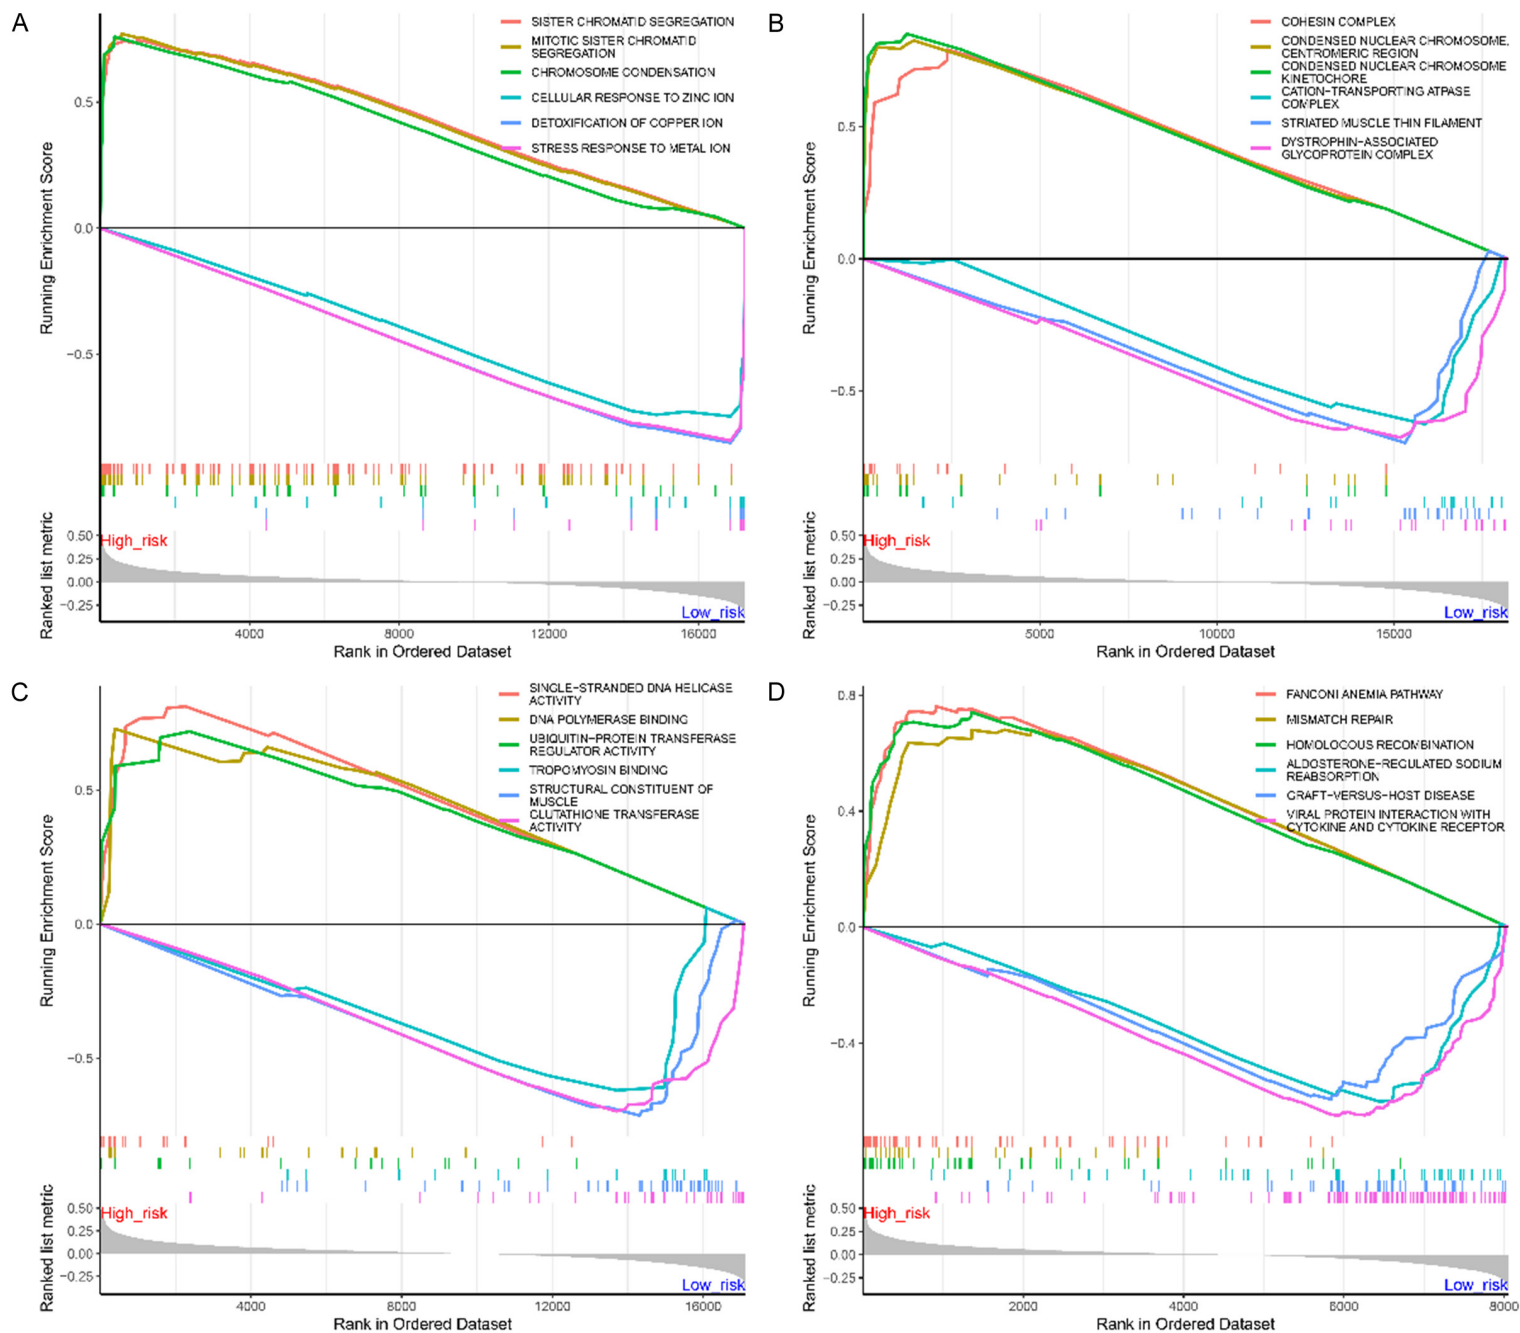 A
SISTER CHROMATID SEGREGATION
MITOTIC SISTER CHROMATID
SEGREGATION
CHROMOSOME CONDENSATION
CELLULAR RESPONSE TO ZINC ION
DETOXIFICATION OF COPPER ION
STRESS RESPONSE TO METAL ION
Running Enrichment Score
0.5
0.0
−0.5
Ranked list metric
0.50
0.25
0.00
−0.25
High_risk
Low_risk
4000 8000 12000 16000
Rank in Ordered Dataset
B
COHESIN COMPLEX
CONDENSED NUCLEAR CHROMOSOME,
CENTROMERIC REGION
CONDENSED NUCLEAR CHROMOSOME
KINETOCHORE
CATION−TRANSPORTING ATPASE
COMPLEX
STRIATED MUSCLE THIN FILAMENT
DYSTROPHIN−ASSOCIATED
GLYCOPROTEIN COMPLEX
Running Enrichment Score
0.5
0.0
−0.5
Ranked list metric
0.50
0.25
0.00
−0.25
High_risk
Low_risk
5000 10000 15000
Rank in Ordered Dataset
C
SINGLE−STRANDED DNA HELICASE
ACTIVITY
DNA POLYMERASE BINDING
UBIQUITIN−PROTEIN TRANSFERASE
REGULATOR ACTIVITY
TROPOMYOSIN BINDING
STRUCTURAL CONSTITUENT OF
MUSCLE
GLUTATHIONE TRANSFERASE
ACTIVITY
Running Enrichment Score
0.5
0.0
−0.5
Ranked list metric
0.50
0.25
0.00
−0.25
High_risk
Low_risk
4000 8000 12000 16000
Rank in Ordered Dataset
D
FANCONI ANEMIA PATHWAY
MISMATCH REPAIR
HOMOLOGOUS RECOMBINATION
ALDOSTERONE−REGULATED SODIUM
REABSORPTION
GRAFT−VERSUS−HOST DISEASE
VIRAL PROTEIN INTERACTION WITH
CYTOKINE AND CYTOKINE RECEPTOR
Running Enrichment Score
0.8
0.4
0.0
−0.4
Ranked list metric
0.50
0.25
0.00
−0.25
High_risk
Low_risk
2000 4000 6000 8000
Rank in Ordered Dataset